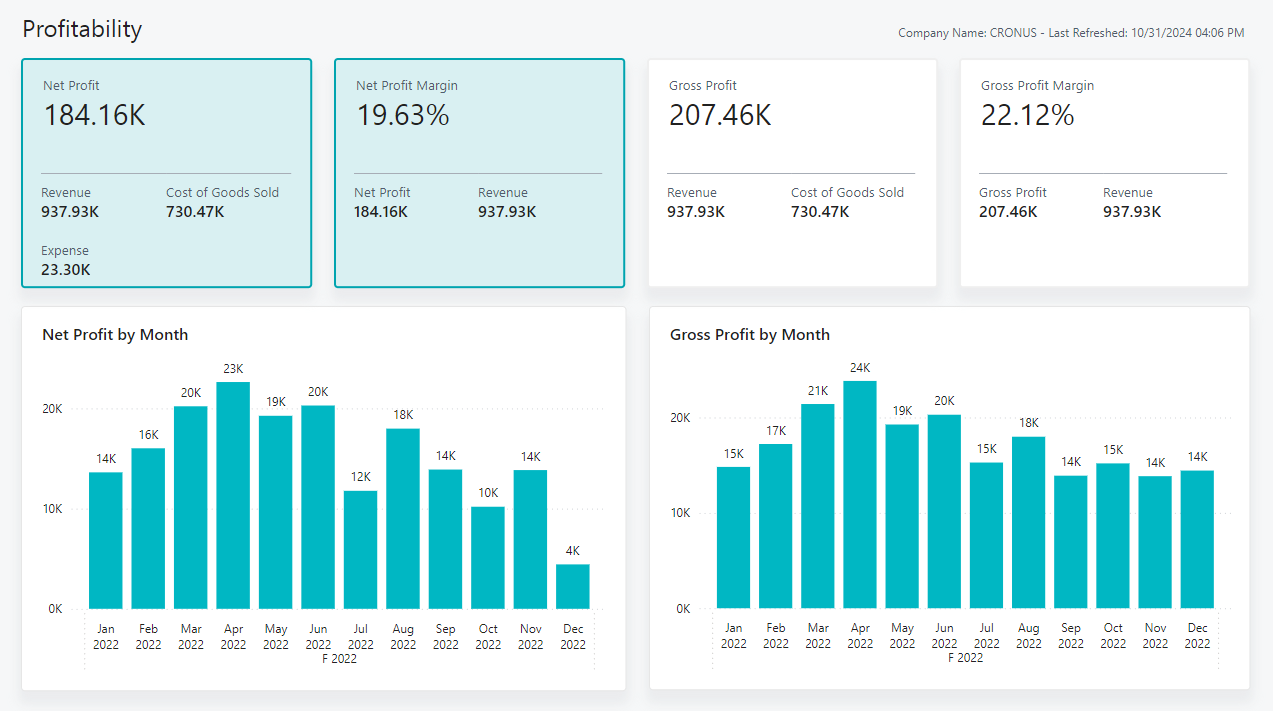 Profitability
Company Name: CRONUS - Last Refreshed: 10/31/2024 04:06 PM
Net Profit
184.16K
Revenue
937.93K
Cost of Goods Sold
730.47K
Expense
23.30K
Net Profit Margin
19.63%
Net Profit
184.16K
Revenue
937.93K
Gross Profit
207.46K
Revenue
937.93K
Cost of Goods Sold
730.47K
Gross Profit Margin
22.12%
Gross Profit
207.46K
Revenue
937.93K
Net Profit by Month
20K
10K
0K
14K 16K 20K 23K 19K 20K 12K 18K 14K 10K 14K 4K
Jan Feb Mar Apr May Jun Jul Aug Sep Oct Nov Dec
2022 2022 2022 2022 2022 2022 2022 2022 2022 2022 2022 2022
F 2022
Gross Profit by Month
20K
10K
0K
15K 17K 21K 24K 19K 20K 15K 18K 14K 15K 14K 14K
Jan Feb Mar Apr May Jun Jul Aug Sep Oct Nov Dec
2022 2022 2022 2022 2022 2022 2022 2022 2022 2022 2022 2022
F 2022